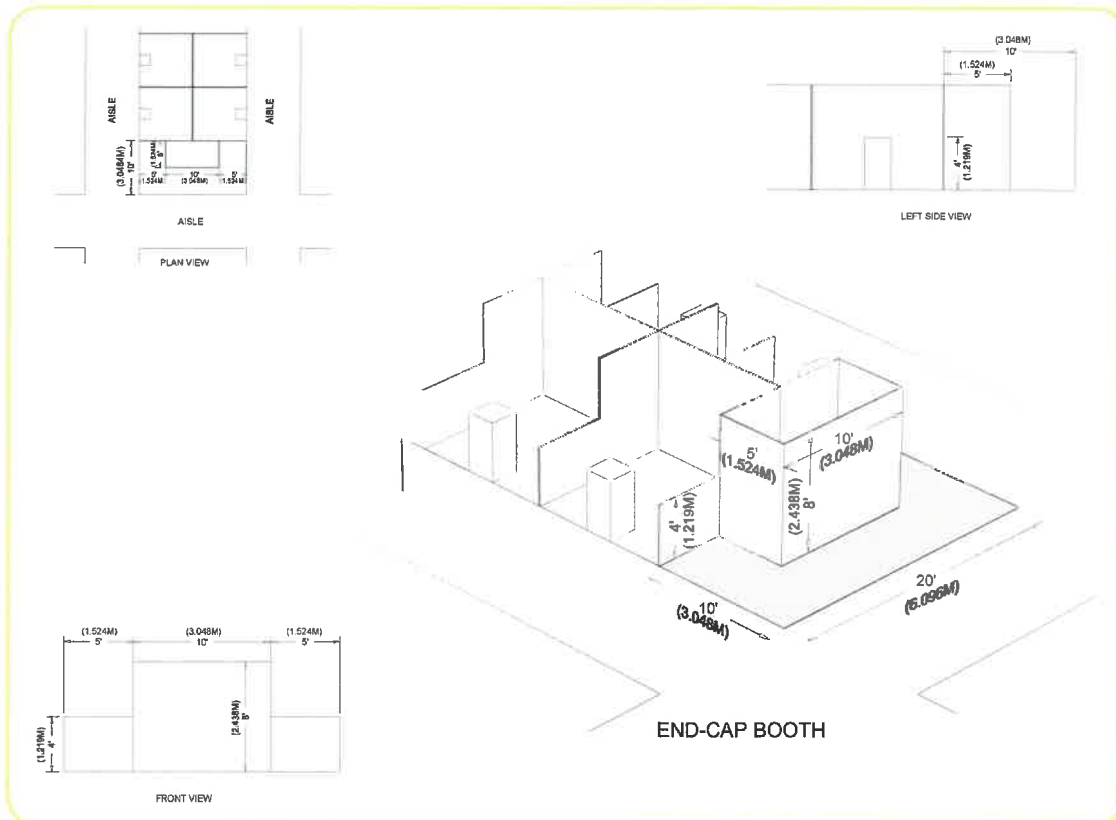 AISLE
AISLE
(3.0484M)
10'
(1.524M)
5'
5' 10' 5'
(1.524M) (3.048M) (1.524M)
AISLE
PLAN VIEW
(3.048M)
10'
(1.524M)
5'
4'
(1.219M)
LEFT SIDE VIEW
5'
(1.524M)
10'
(3.048M)
(2.438M)
8'
4'
(1.219M)
10'
(3.048M)
20'
(6.096M)
END-CAP BOOTH
(1.524M) (3.048M) (1.524M)
5' 10' 5'
(2.438M)
8'
(1.219M)
4'
FRONT VIEW